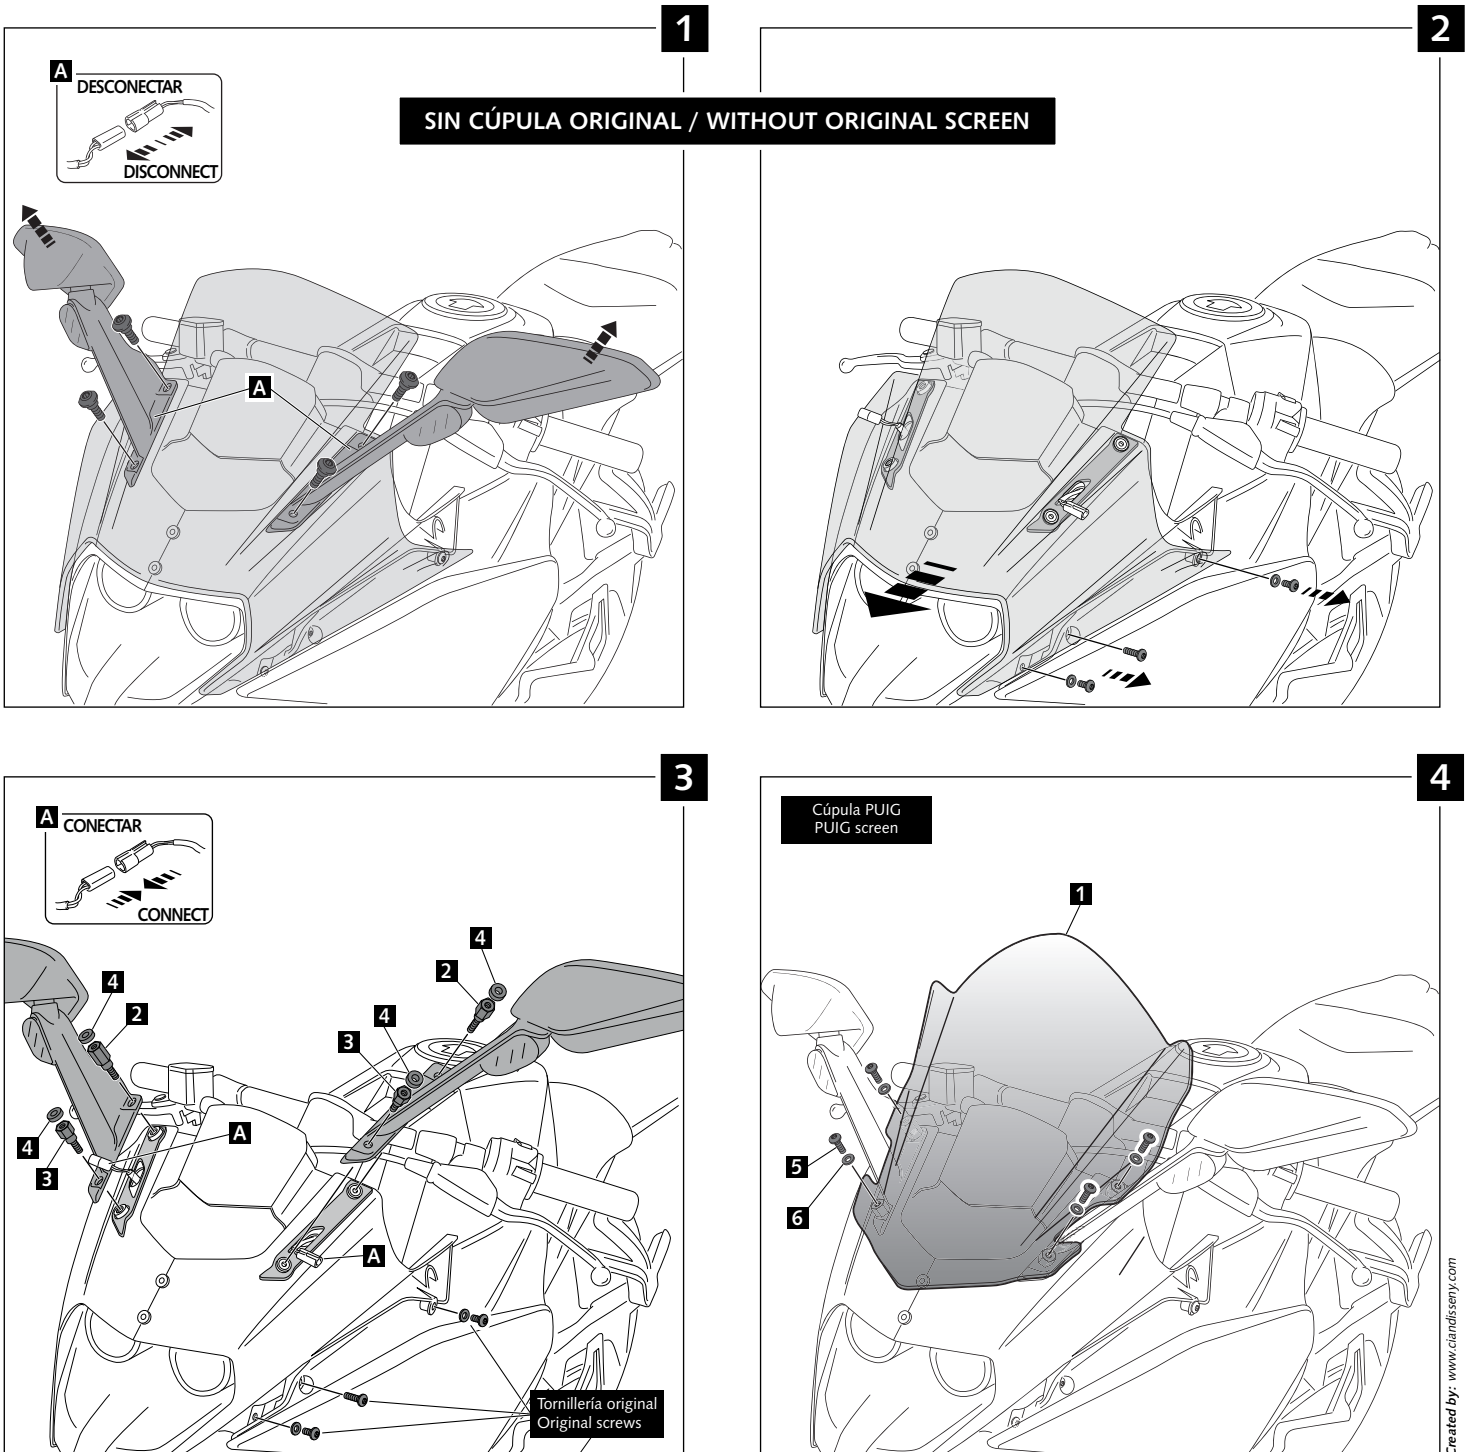 1
2
A
DESCONECTAR
DISCONNECT
SIN CÚPULA ORIGINAL / WITHOUT ORIGINAL SCREEN
A
3
4
A
CONECTAR
CONNECT
4
2
4
3
4
2
4
3
A
A
Tornillería original
Original screws
Cúpula PUIG
PUIG screen
1
5
6
Created by: www.ciandisseny.com